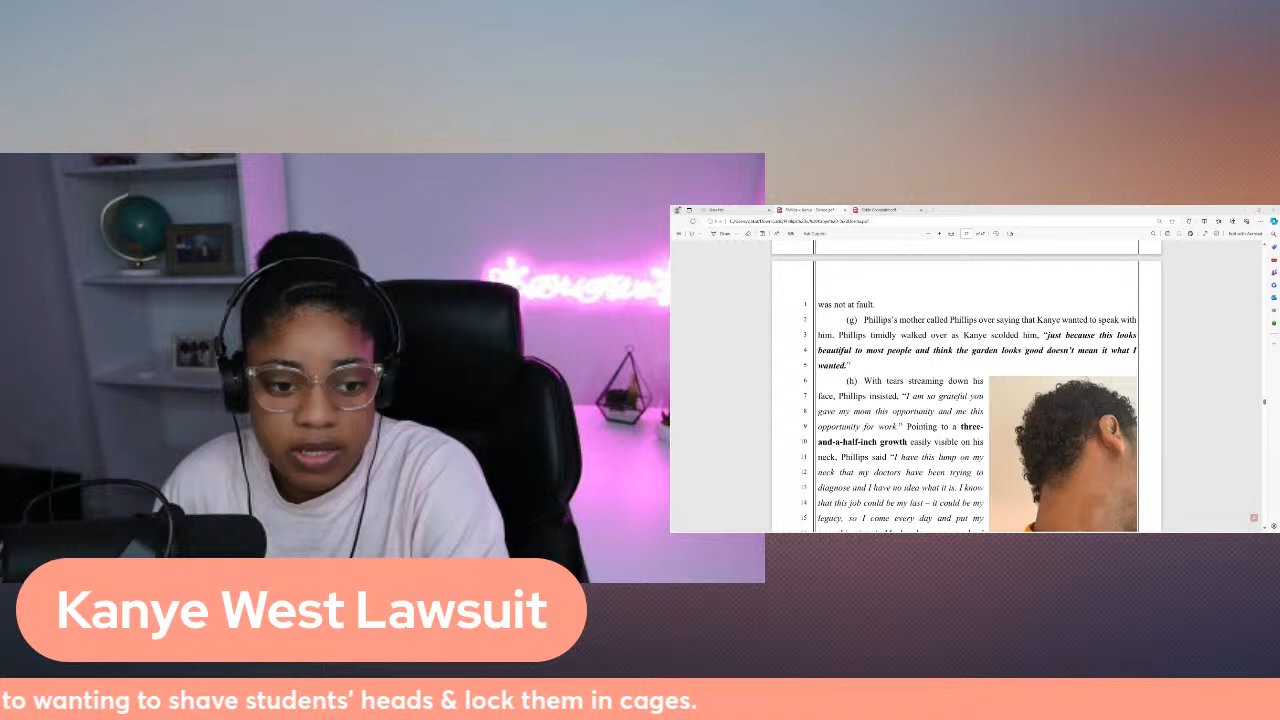 was not at fault.
(g) Phillips's mother called Phillips over saying that Kanye wanted to speak with
him. Phillips timidly walked over as Kanye scolded him, "just because this looks
beautiful to most people and think the garden looks good doesn't mean it what I
wanted."
(h) With tears streaming down his
face, Phillips insisted, "I am so grateful you
gave my mom this opportunity and me this
opportunity for work." Pointing to a three-
and-a-half-inch growth easily visible on his
neck, Phillips said "I have this lump on my
neck that my doctors have been trying to
diagnose and I have no idea what it is. I know
that this job could be my last – it could be my
legacy, so I come every day and put my
1
2
3
4
5
6
7
8
9
10
11
12
13
14
15
Kanye West Lawsuit
to wanting to shave students' heads & lock them in cages.